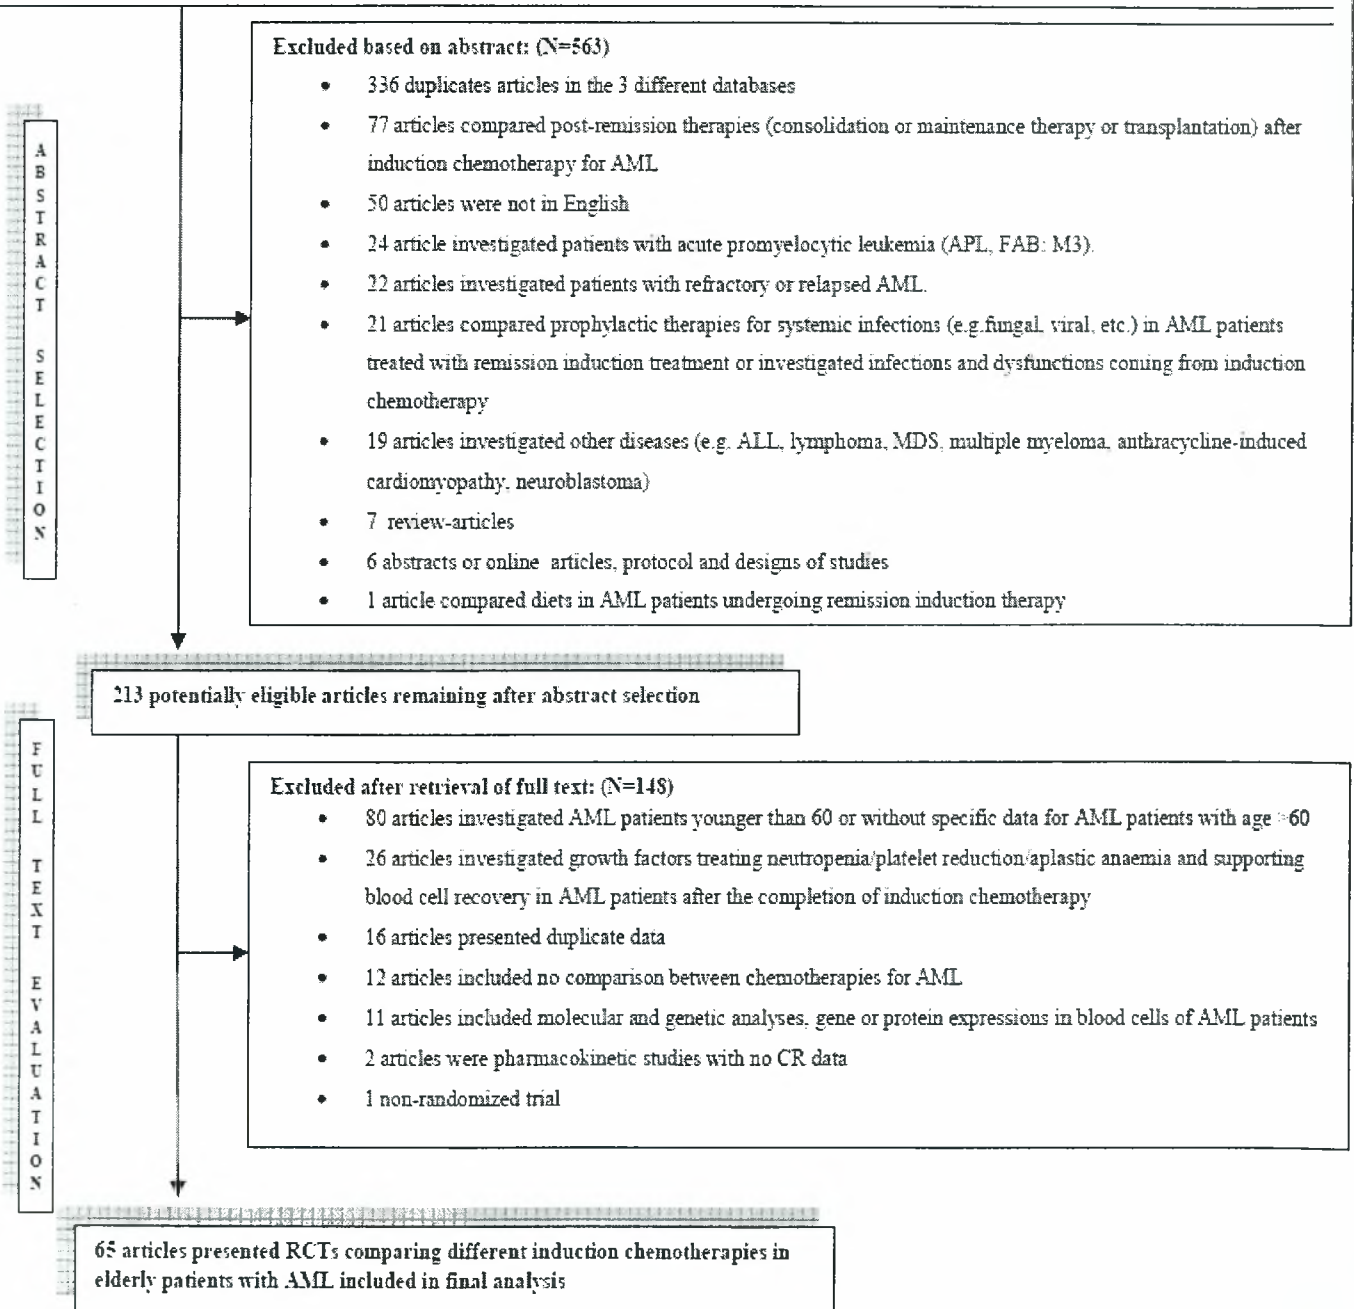 Excluded based on abstract: (N=563)
• 336 duplicates articles in the 3 different databases
• 77 articles compared post-remission therapies (consolidation or maintenance therapy or transplantation) after
induction chemotherapy for AML
• 50 articles were not in English
• 24 article investigated patients with acute promyelocytic leukemia (APL, FAB: M3).
• 22 articles investigated patients with refractory or relapsed AML.
• 21 articles compared prophylactic therapies for systemic infections (e.g.fungal, viral, etc.) in AML patients
treated with remission induction treatment or investigated infections and dysfunctions coming from induction
chemotherapy
• 19 articles investigated other diseases (e.g. ALL, lymphoma, MDS, multiple myeloma, anthracycline-induced
cardiomyopathy, neuroblastoma)
• 7 review-articles
• 6 abstracts or online articles, protocol and designs of studies
• 1 article compared diets in AML patients undergoing remission induction therapy
ABSTRACT SELECTION
213 potentially eligible articles remaining after abstract selection
Excluded after retrieval of full text: (N=148)
• 80 articles investigated AML patients younger than 60 or without specific data for AML patients with age >60
• 26 articles investigated growth factors treating neutropenia/platelet reduction/aplastic anaemia and supporting
blood cell recovery in AML patients after the completion of induction chemotherapy
• 16 articles presented duplicate data
• 12 articles included no comparison between chemotherapies for AML
• 11 articles included molecular and genetic analyses, gene or protein expressions in blood cells of AML patients
• 2 articles were pharmacokinetic studies with no CR data
• 1 non-randomized trial
FULL TEXT EVALUATION
65 articles presented RCTs comparing different induction chemotherapies in
elderly patients with AML included in final analysis